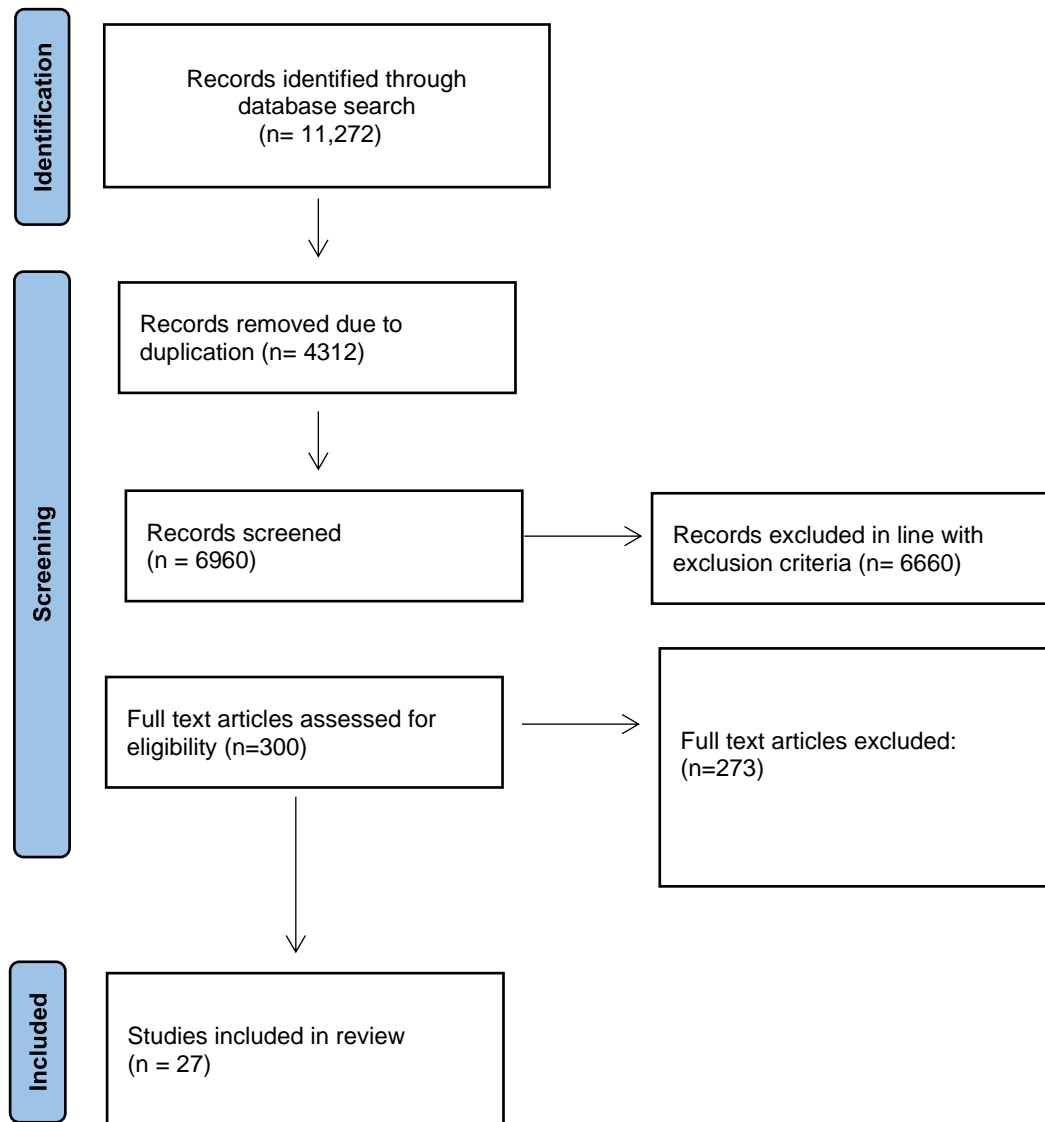 Identification
Records identified through
database search
(n= 11,272)
Screening
Records removed due to
duplication (n= 4312)
Records screened
(n = 6960)
Records excluded in line with
exclusion criteria (n= 6660)
Full text articles assessed for
eligibility (n=300)
Full text articles excluded:
(n=273)
Included
Studies included in review
(n = 27)